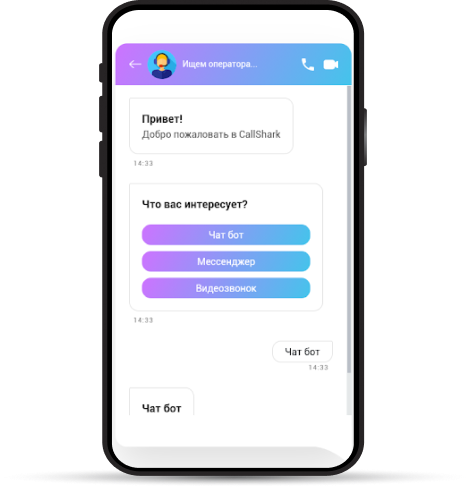 Ищем оператора...
Привет!
Добро пожаловать в CallShark
14:33
Что вас интересует?
Чат бот
Мессенджер
Видеозвонок
14:33
Чат бот
14:33
Чат бот